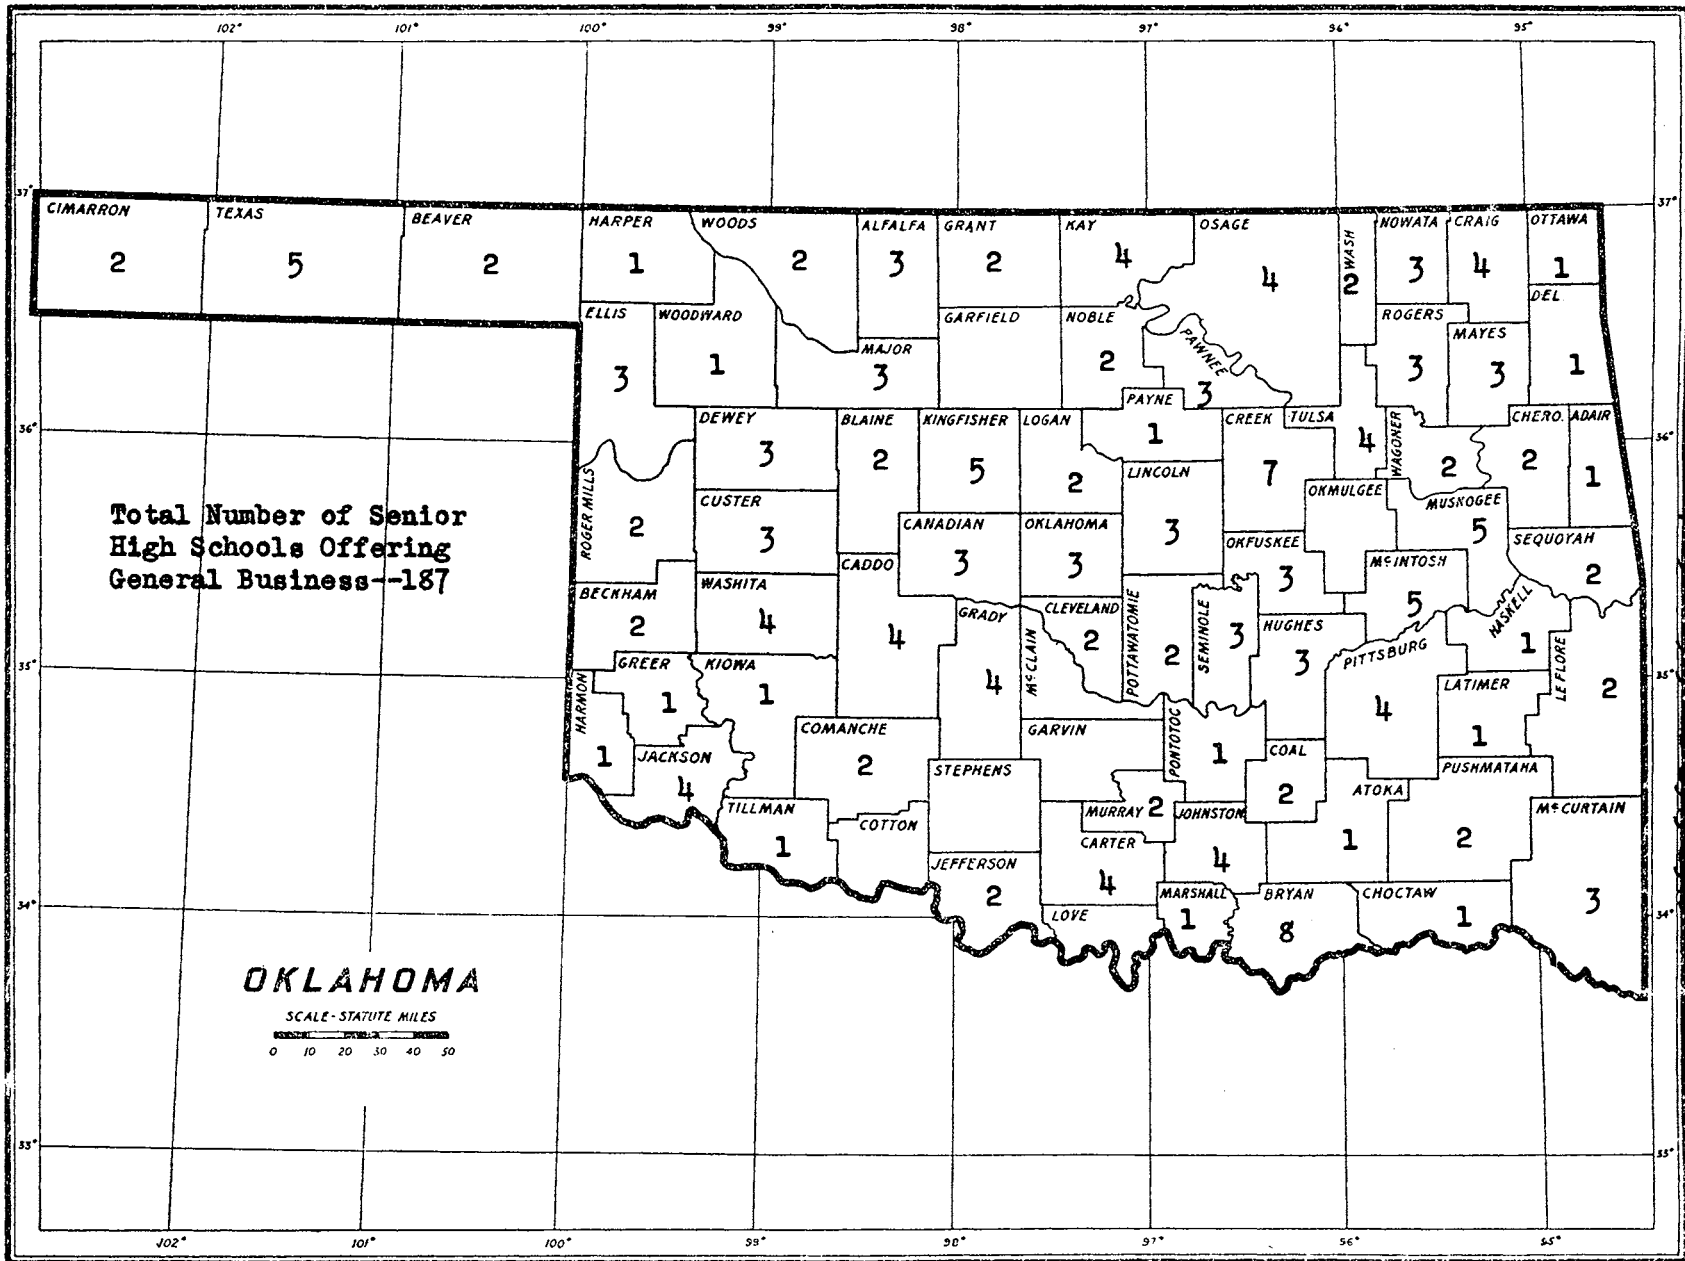 102° 101° 100° 99° 98° 97° 96° 95°
37° 37°
CIMARRON TEXAS BEAVER HARPER WOODS ALFALFA GRANT KAY OSAGE WASH NOWATA CRAIG OTTAWA
2 5 2 1 2 3 2 4 4 2 3 4 1
ELLIS WOODWARD MAJOR GARFIELD NOBLE PAWNEE ROGERS MAYES DEL
3 1 3 2 3 3 3 1
36° 36°
DEWEY BLAINE KINGFISHER LOGAN PAYNE CREEK TULSA WAGONER CHERO. ADAIR
3 2 5 2 1 7 4 2 2 1
ROGER MILLS CUSTER CANADIAN OKLAHOMA LINCOLN OKMULGEE MUSKOGEE
2 3 3 3 3 5
Total Number of Senior
High Schools Offering
General Business--187
BECKHAM WASHITA CADDO GRADY CLEVELAND POTTAWATOMIE SEMINOLE OKFUSKEE McINTOSH SEQUOYAH
2 4 4 4 2 2 3 3 5 2
35° 35°
HARMON GREER KIOWA McCLAIN HUGHES PITTSBURG HASKELL LE FLORE
1 1 1 3 4 1 2
JACKSON COMANCHE STEPHENS GARVIN PONTOTOC COAL LATIMER
4 2 1 2 1
TILLMAN COTTON MURRAY JOHNSTON ATOKA PUSHMATAHA McCURTAIN
1 2 4 1 2 3
34° 34°
JEFFERSON CARTER LOVE MARSHALL BRYAN CHOCTAW
2 4 1 8 1
OKLAHOMA
SCALE-STATUTE MILES
0 10 20 30 40 50
33° 33°
102° 101° 100° 99° 98° 97° 96° 95°